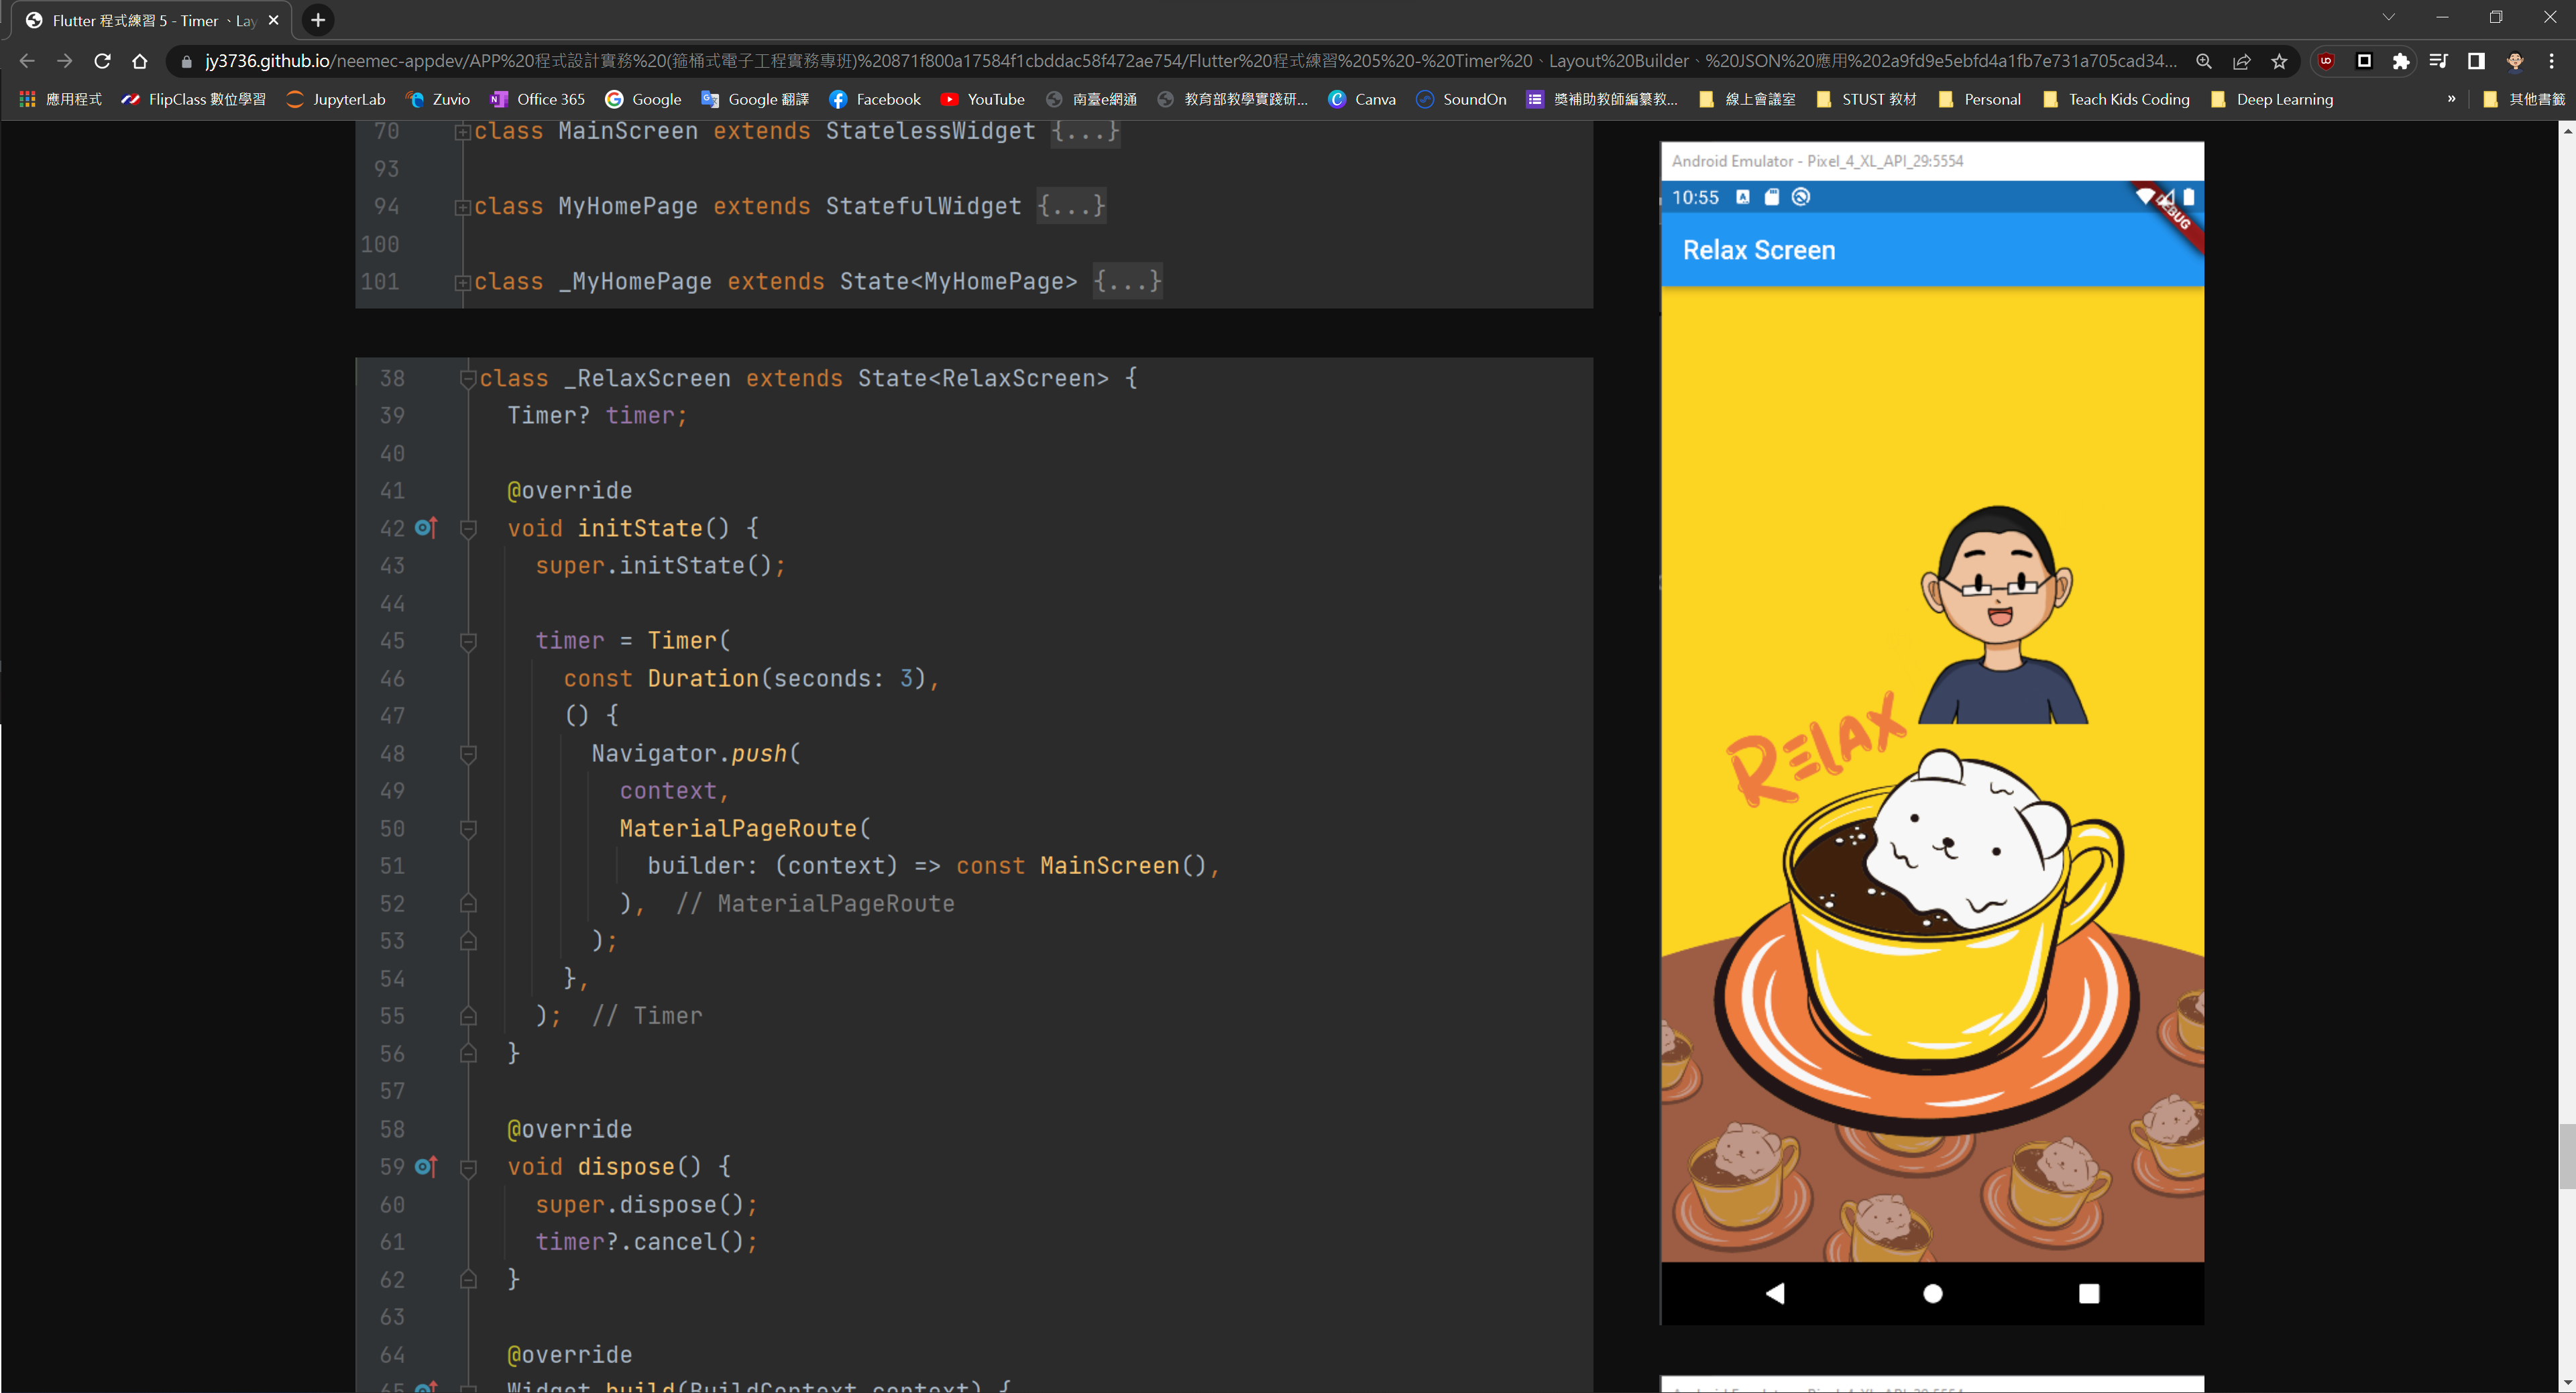 Flutter 程式練習 5 - Timer 、Lay
jy3736.github.io/neemec-appdev/APP%20程式設計實務%20(箍桶式電子工程實務專班)%20871f800a17584f1cbddac58f472ae754/Flutter%20程式練習%205%20-%20Timer%20、Layout%20Builder、%20JSON%20應用%202a9fd9e5ebfd4a1fb7e731a705cad34...
應用程式 FlipClass 數位學習 JupyterLab Zuvio Office 365 Google Google 翻譯 Facebook YouTube 南臺e網通 教育部教學實踐研... Canva SoundOn 獎補助教師編纂教... 線上會議室 STUST 教材 Personal Teach Kids Coding Deep Learning » 其他書籤
70 class MainScreen extends StatelessWidget {...}
93
94 class MyHomePage extends StatefulWidget {...}
100
101 class _MyHomePage extends State<MyHomePage> {...}
38 class _RelaxScreen extends State<RelaxScreen> {
39 Timer? timer;
40
41 @override
42 void initState() {
43 super.initState();
44
45 timer = Timer(
46 const Duration(seconds: 3),
47 () {
48 Navigator.push(
49 context,
50 MaterialPageRoute(
51 builder: (context) => const MainScreen(),
52 ), // MaterialPageRoute
53 );
54 },
55 ); // Timer
56 }
57
58 @override
59 void dispose() {
60 super.dispose();
61 timer?.cancel();
62 }
63
64 @override
65 Widget build(BuildContext context) {
Android Emulator - Pixel_4_XL_API_29:5554
10:55
DEBUG
Relax Screen
RELAX
Android Emulator - Pixel_4_XL_API_29:5554